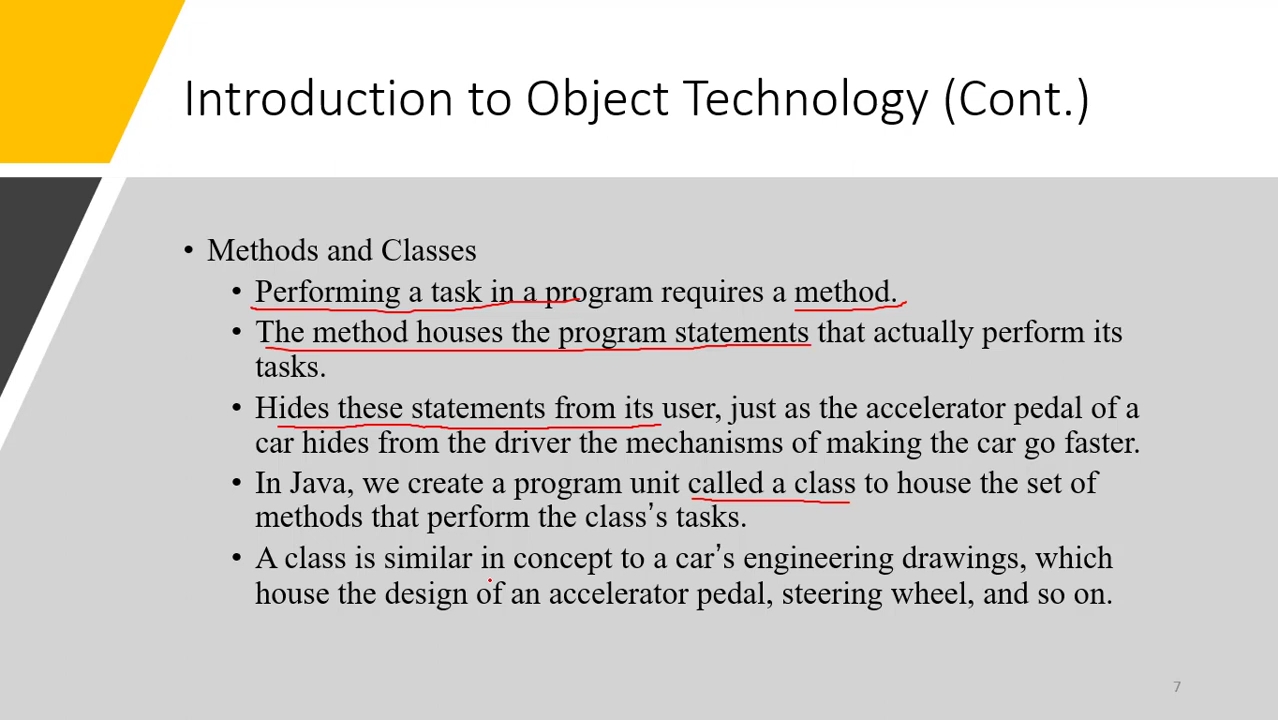 Introduction to Object Technology (Cont.)
• Methods and Classes
• Performing a task in a program requires a method.
• The method houses the program statements that actually perform its
tasks.
• Hides these statements from its user, just as the accelerator pedal of a
car hides from the driver the mechanisms of making the car go faster.
• In Java, we create a program unit called a class to house the set of
methods that perform the class’s tasks.
• A class is similar in concept to a car’s engineering drawings, which
house the design of an accelerator pedal, steering wheel, and so on.
7